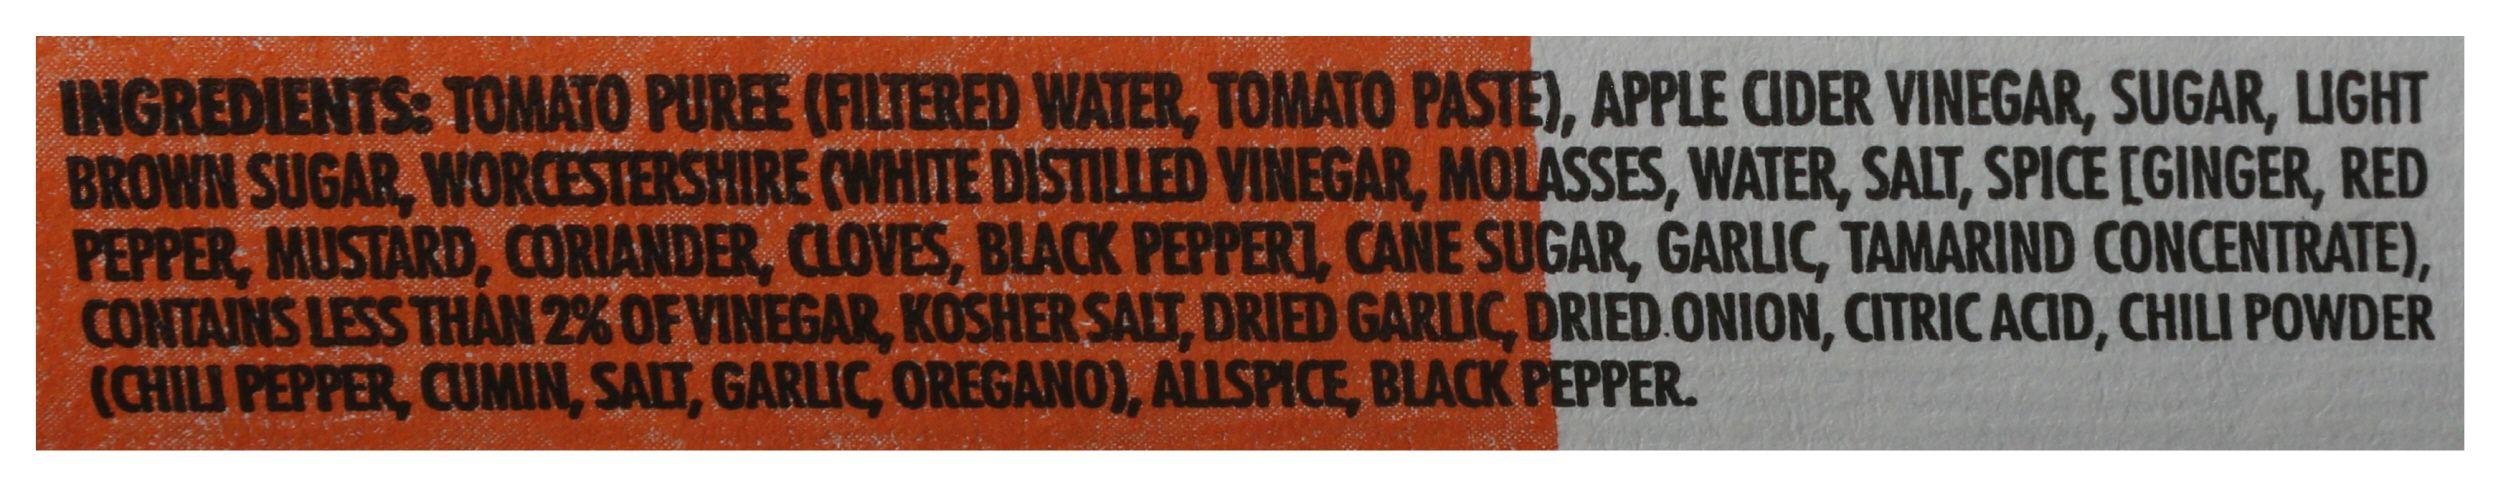 INGREDIENTS: TOMATO PUREE (FILTERED WATER, TOMATO PASTE), APPLE CIDER VINEGAR, SUGAR, LIGHT
BROWN SUGAR, WORCESTERSHIRE (WHITE DISTILLED VINEGAR, MOLASSES, WATER, SALT, SPICE [GINGER, RED
PEPPER, MUSTARD, CORIANDER, CLOVES, BLACK PEPPER], CANE SUGAR, GARLIC, TAMARIND CONCENTRATE),
CONTAINS LESS THAN 2% OF VINEGAR, KOSHER SALT, DRIED GARLIC, DRIED ONION, CITRIC ACID, CHILI POWDER
(CHILI PEPPER, CUMIN, SALT, GARLIC, OREGANO), ALLSPICE, BLACK PEPPER.